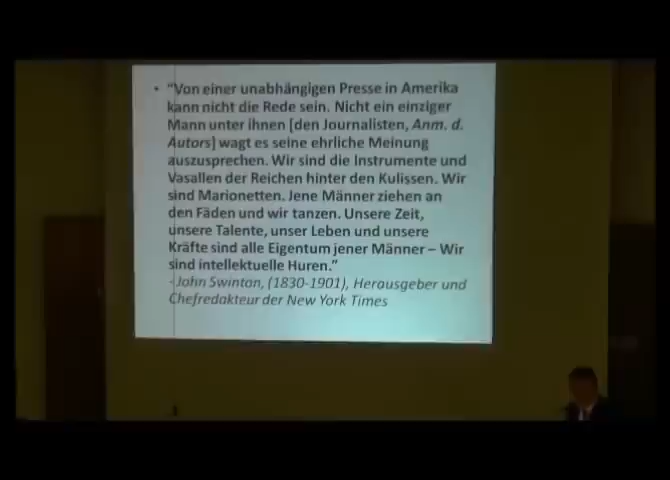 • "Von einer unabhängigen Presse in Amerika
kann nicht die Rede sein. Nicht ein einziger
Mann unter ihnen [den Journalisten, Anm. d.
Autors] wagt es seine ehrliche Meinung
auszusprechen. Wir sind die Instrumente und
Vasallen der Reichen hinter den Kulissen. Wir
sind Marionetten. Jene Männer ziehen an
den Fäden und wir tanzen. Unsere Zeit,
unsere Talente, unser Leben und unsere
Kräfte sind alle Eigentum jener Männer – Wir
sind intellektuelle Huren."
- John Swinton, (1830-1901), Herausgeber und
Chefredakteur der New York Times